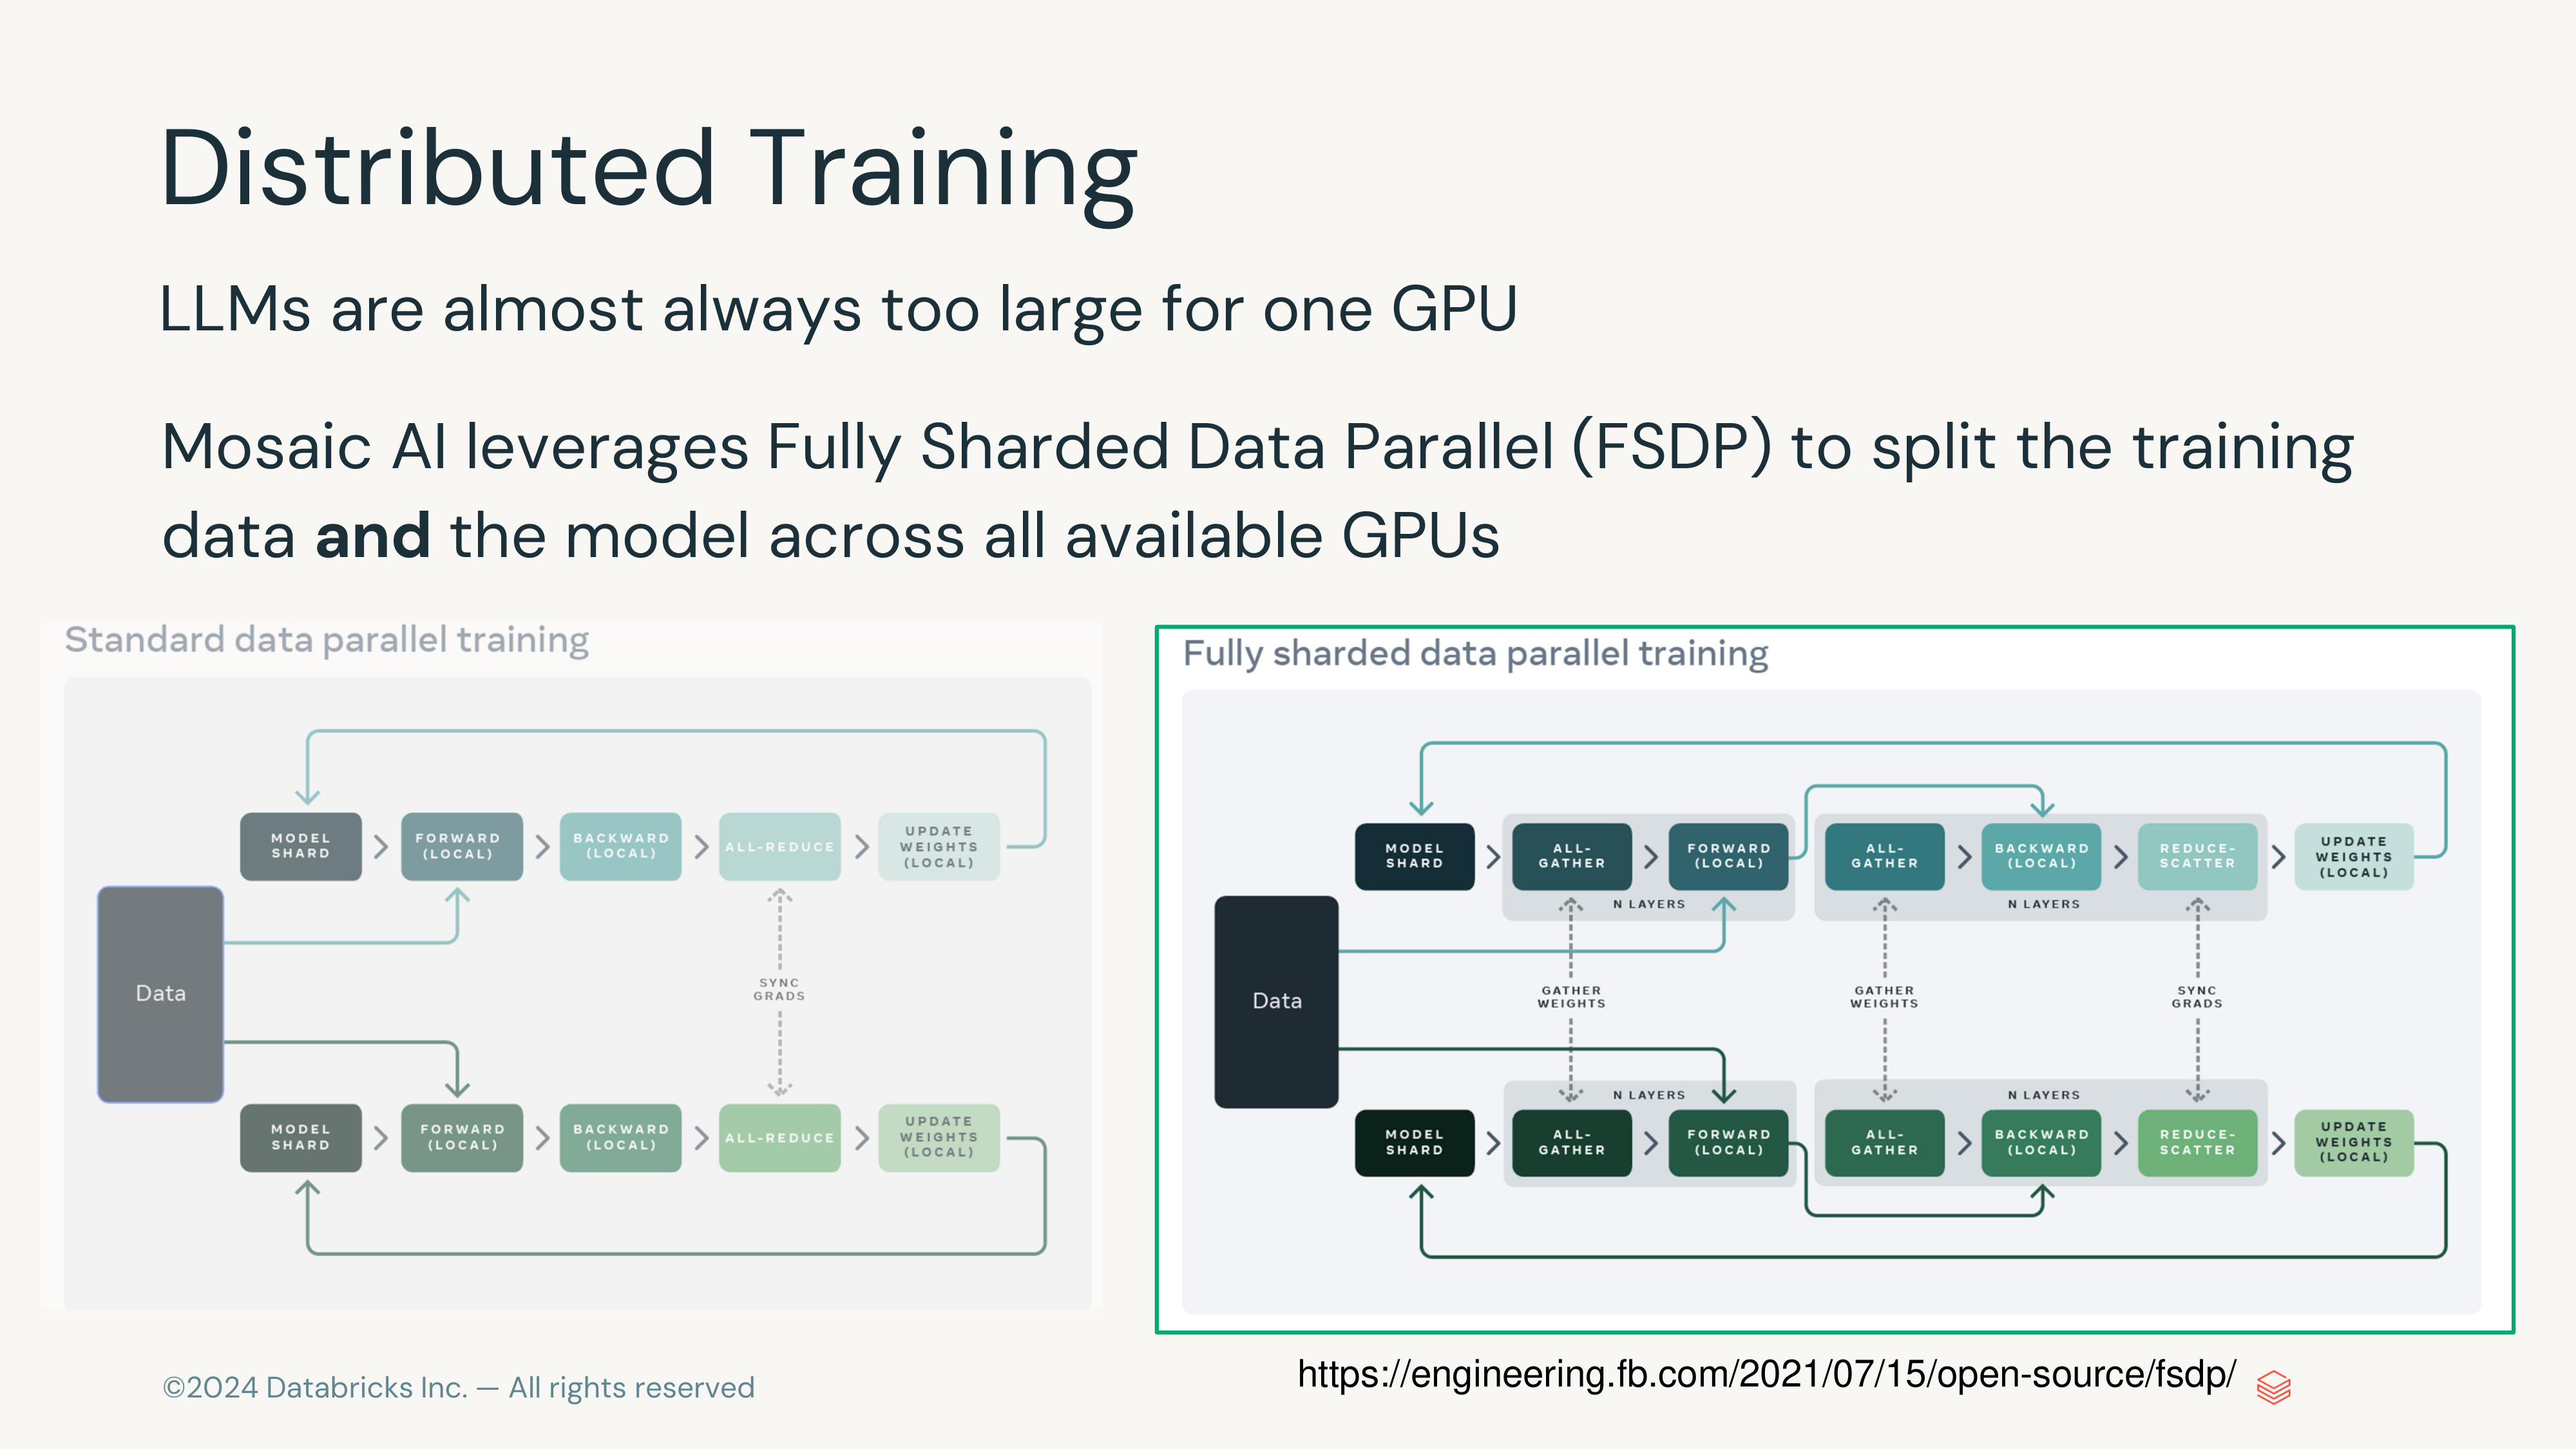 Distributed Training
LLMs are almost always too large for one GPU
Mosaic AI leverages Fully Sharded Data Parallel (FSDP) to split the training
data and the model across all available GPUs
Standard data parallel training
MODEL
SHARD
FORWARD
(LOCAL)
BACKWARD
(LOCAL)
ALL-REDUCE
UPDATE
WEIGHTS
(LOCAL)
Data
SYNC
GRADS
MODEL
SHARD
FORWARD
(LOCAL)
BACKWARD
(LOCAL)
ALL-REDUCE
UPDATE
WEIGHTS
(LOCAL)
Fully sharded data parallel training
MODEL
SHARD
ALL-
GATHER
FORWARD
(LOCAL)
N LAYERS
ALL-
GATHER
BACKWARD
(LOCAL)
REDUCE-
SCATTER
N LAYERS
UPDATE
WEIGHTS
(LOCAL)
Data
GATHER
WEIGHTS
GATHER
WEIGHTS
SYNC
GRADS
N LAYERS
MODEL
SHARD
ALL-
GATHER
FORWARD
(LOCAL)
N LAYERS
ALL-
GATHER
BACKWARD
(LOCAL)
REDUCE-
SCATTER
UPDATE
WEIGHTS
(LOCAL)
©2024 Databricks Inc. — All rights reserved
https://engineering.fb.com/2021/07/15/open-source/fsdp/